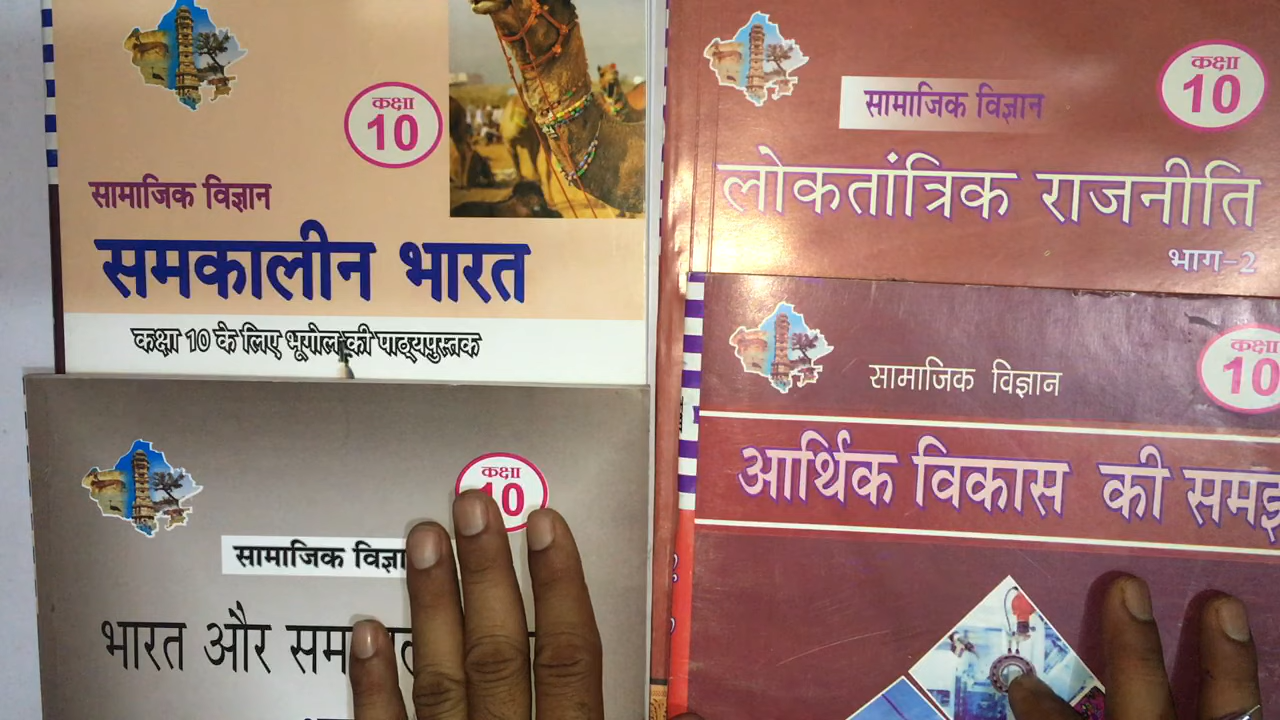 कक्षा
10
सामाजिक विज्ञान
समकालीन भारत
कक्षा 10 के लिए भूगोल की पाठ्यपुस्तक
कक्षा
10
सामाजिक विज्ञान
लोकतांत्रिक राजनीति
भाग-2
कक्षा
10
सामाजिक
भारत और
कक्षा
10
सामाजिक विज्ञान
आर्थिक विकास की